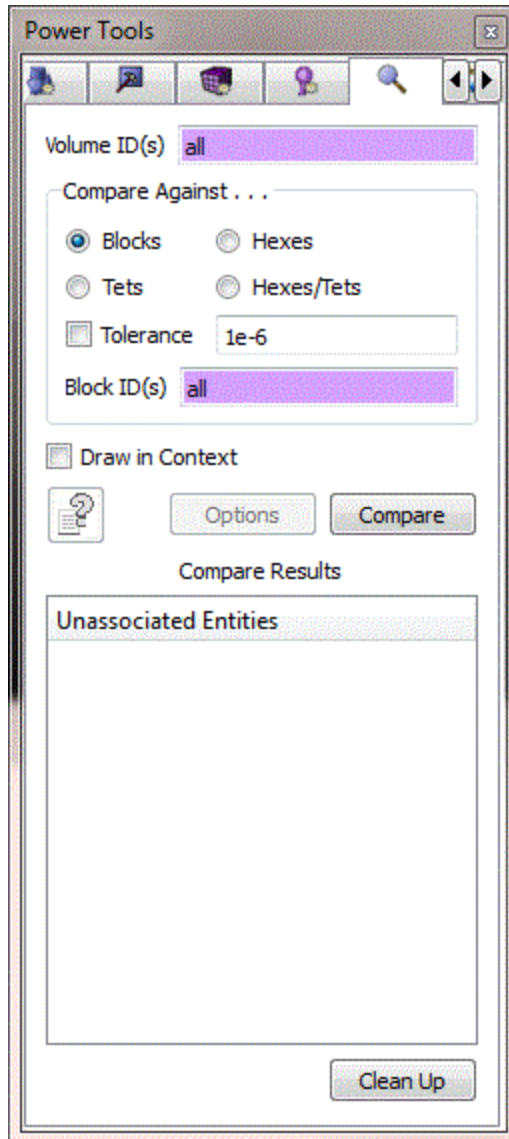 Power Tools
Volume ID(s) all
Compare Against . . .
Blocks Hexes
Tets Hexes/Tets
Tolerance 1e-6
Block ID(s) all
Draw in Context
Options Compare
Compare Results
Unassociated Entities
Clean Up